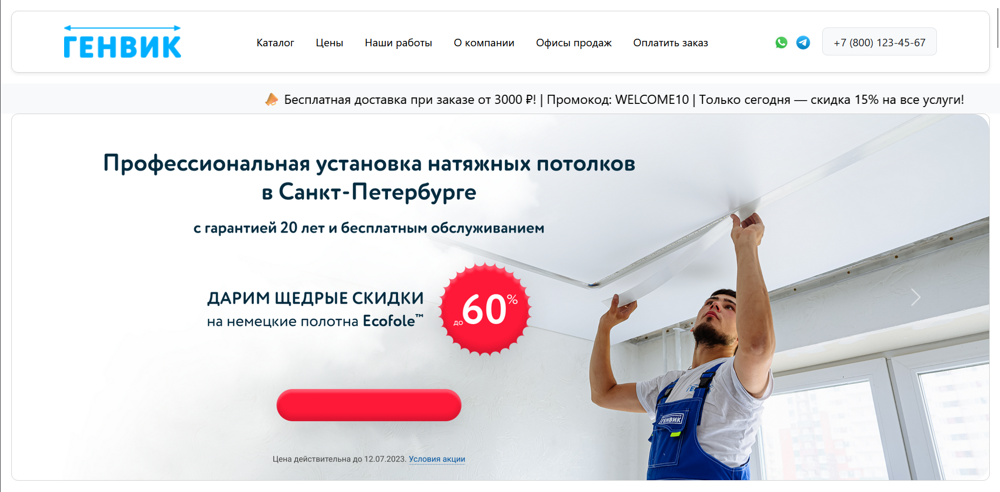 ГЕНВИК
Каталог Цены Наши работы О компании Офисы продаж Оплатить заказ
+7 (800) 123-45-67
Бесплатная доставка при заказе от 3000 ₽! | Промокод: WELCOME10 | Только сегодня — скидка 15% на все услуги!
Профессиональная установка натяжных потолков
в Санкт-Петербурге
с гарантией 20 лет и бесплатным обслуживанием
ДАРИМ ЩЕДРЫЕ СКИДКИ
на немецкие полотна Ecofole™
до 60%
ГЕНВИК
Цена действительна до 12.07.2023. Условия акции